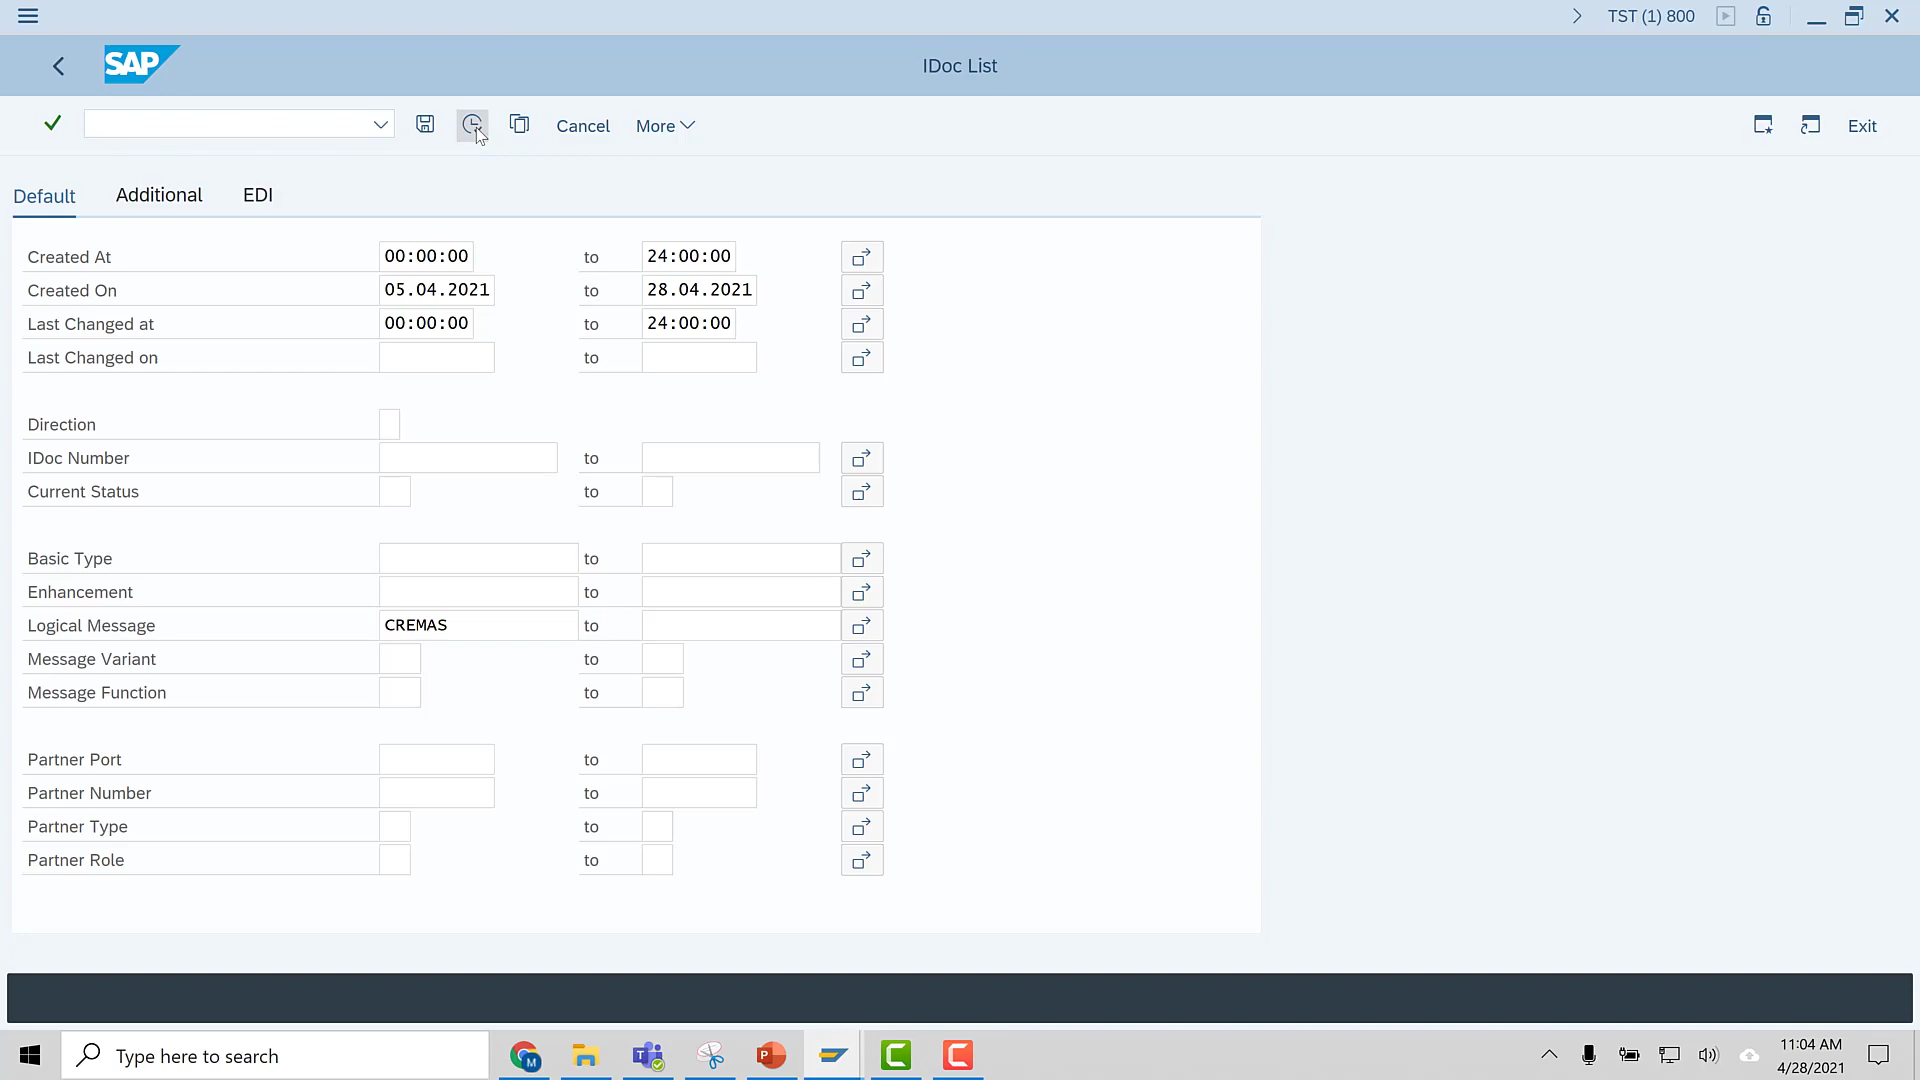 TST (1) 800
SAP
IDoc List
Cancel More Exit
Default Additional EDI
Created At 00:00:00 to 24:00:00
Created On 05.04.2021 to 28.04.2021
Last Changed at 00:00:00 to 24:00:00
Last Changed on to
Direction
IDoc Number to
Current Status to
Basic Type to
Enhancement to
Logical Message CREMAS to
Message Variant to
Message Function to
Partner Port to
Partner Number to
Partner Type to
Partner Role to
Type here to search
M T P C C
11:04 AM
4/28/2021